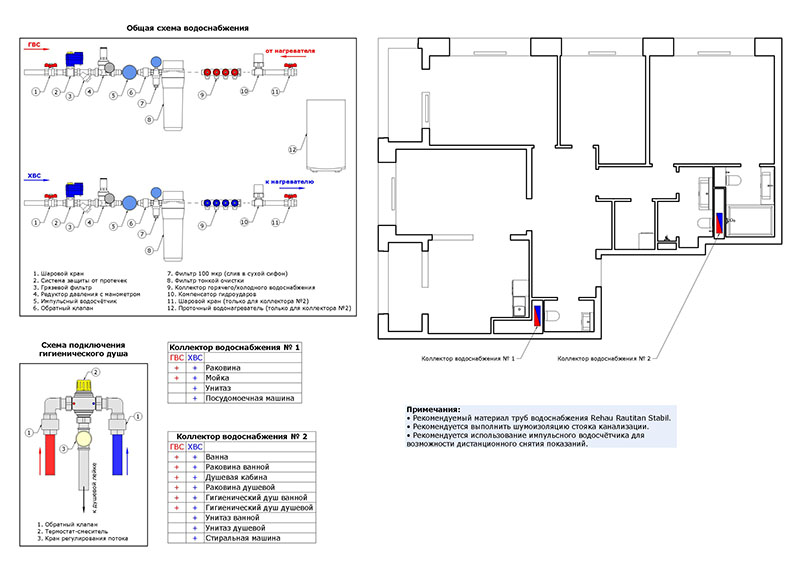 Общая схема водоснабжения
ГВС
от нагревателя
1 2 3 4 5 6 7 8 9 10 11
12
ХВС
к нагревателю
1 2 3 4 5 6 7 8 9 10 11
1. Шаровой кран
2. Система защиты от протечек
3. Грязевой фильтр
4. Редуктор давления с манометром
5. Импульсный водосчётчик
6. Обратный клапан
7. Фильтр 100 мкр (слив в сухой сифон)
8. Фильтр тонкой очистки
9. Коллектор горячего/холодного водоснабжения
10. Компенсатор гидроударов
11. Шаровой кран (только для коллектора №2)
12. Проточный водонагреватель (только для коллектора №2)
Схема подключения
гигиенического душа
2
1 1
3
к душевой лейке
1. Обратный клапан
2. Термостат-смеситель
3. Кран регулирования потока
Коллектор водоснабжения № 1
ГВС ХВС
+ + Раковина
+ + Мойка
+ Унитаз
+ Посудомоечная машина
Коллектор водоснабжения № 2
ГВС ХВС
+ + Ванна
+ + Раковина ванной
+ + Душевая кабина
+ + Раковина душевой
+ + Гигиенический душ ванной
+ + Гигиенический душ душевой
+ Унитаз ванной
+ Унитаз душевой
+ Стиральная машина
Коллектор водоснабжения № 1
Коллектор водоснабжения № 2
Примечания:
• Рекомендуемый материал труб водоснабжения Rehau Rautitan Stabil.
• Рекомендуется выполнить шумоизоляцию стояка канализации.
• Рекомендуется использование импульсного водосчётчика для
возможности дистанционного снятия показаний.